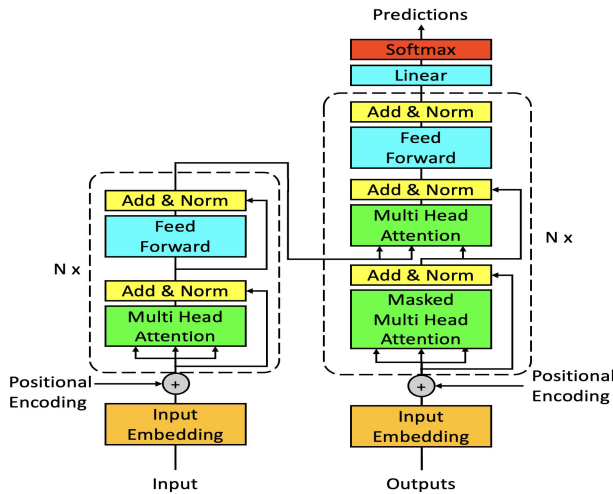 Predictions
Softmax
Linear
Add & Norm
Feed
Forward
Add & Norm
Multi Head
Attention
N x
Add & Norm
Masked
Multi Head
Attention
Positional
Encoding
+
Input
Embedding
Outputs
Add & Norm
Feed
Forward
N x
Add & Norm
Multi Head
Attention
Positional
Encoding
+
Input
Embedding
Input